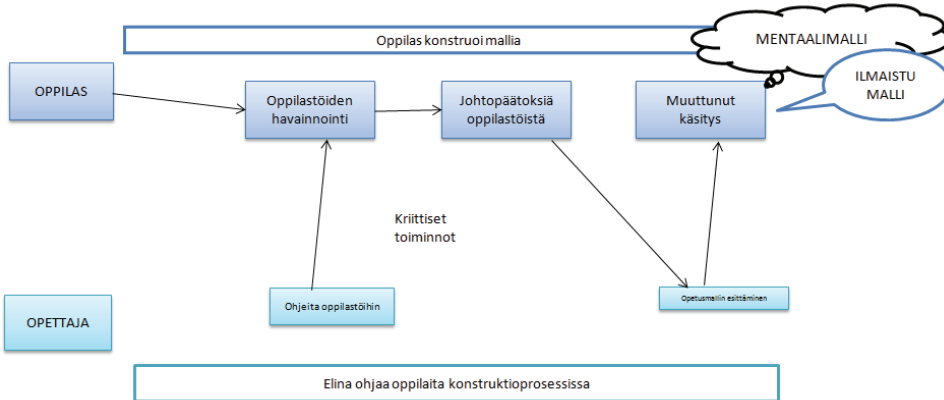 Oppilas konstruoi mallia
MENTAALIMALLI
ILMAISTU
MALLI
OPPILAS
Oppilastöiden
havainnointi
Johtopäätoksiä
oppilastöistä
Muuttunut
käsitys
Kriittiset
toiminnot
Ohjeita oppilastöihin
Opetusmallin esittäminen
OPETTAJA
Elina ohjaa oppilaita konstruktioprosessissa